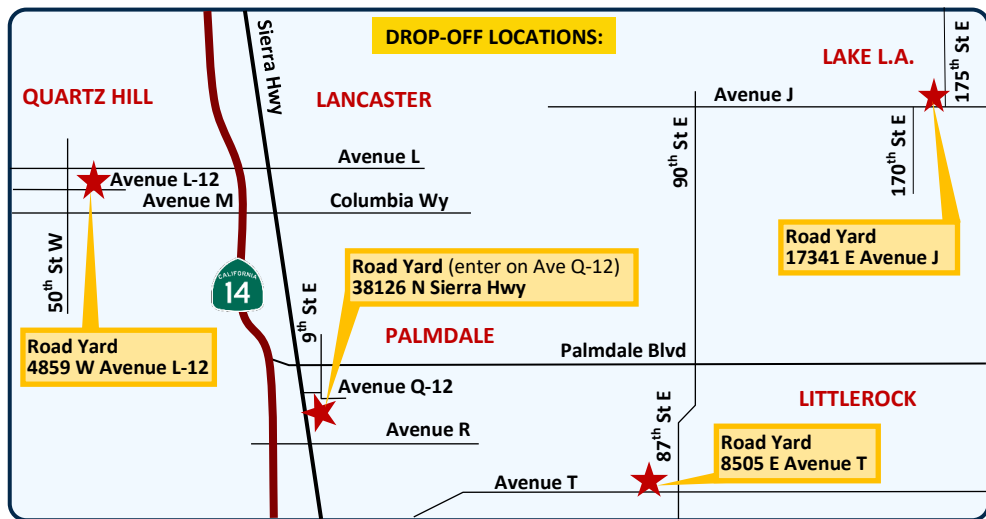 DROP-OFF LOCATIONS:
Sierra Hwy
LAKE L.A.
175th St E
QUARTZ HILL
LANCASTER
Avenue J
90th St E
170th St E
Avenue L
Avenue L-12
Avenue M
Columbia Wy
50th St W
Road Yard
17341 E Avenue J
CALIFORNIA
14
Road Yard (enter on Ave Q-12)
38126 N Sierra Hwy
9th St E
Road Yard
4859 W Avenue L-12
PALMDALE
Palmdale Blvd
Avenue Q-12
87th St E
LITTLEROCK
Avenue R
Road Yard
8505 E Avenue T
Avenue T